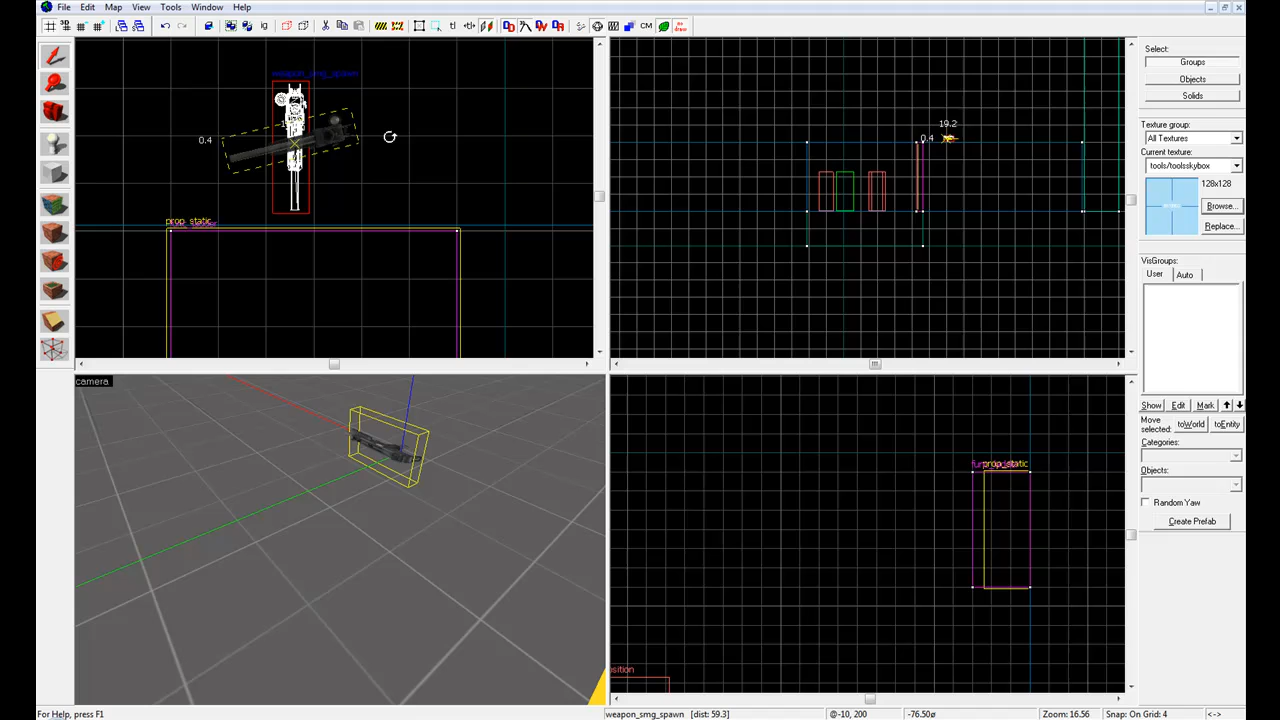 File Edit Map View Tools Window Help
weapon_smg_spawn
0.4
prop_static
19.2
0.4
camera
prop_static
Select:
Groups
Objects
Solids
Texture group:
All Textures
Current texture:
tools/toolsskybox
128x128
Browse...
Replace...
VisGroups:
User Auto
Show Edit Mark
Move selected:
toWorld toEntity
Categories:
Objects:
Random Yaw
Create Prefab
For Help, press F1 weapon_smg_spawn [dist: 59.3] @-10, 200 -76.50ø Zoom: 16.56 Snap: On Grid: 4 <->